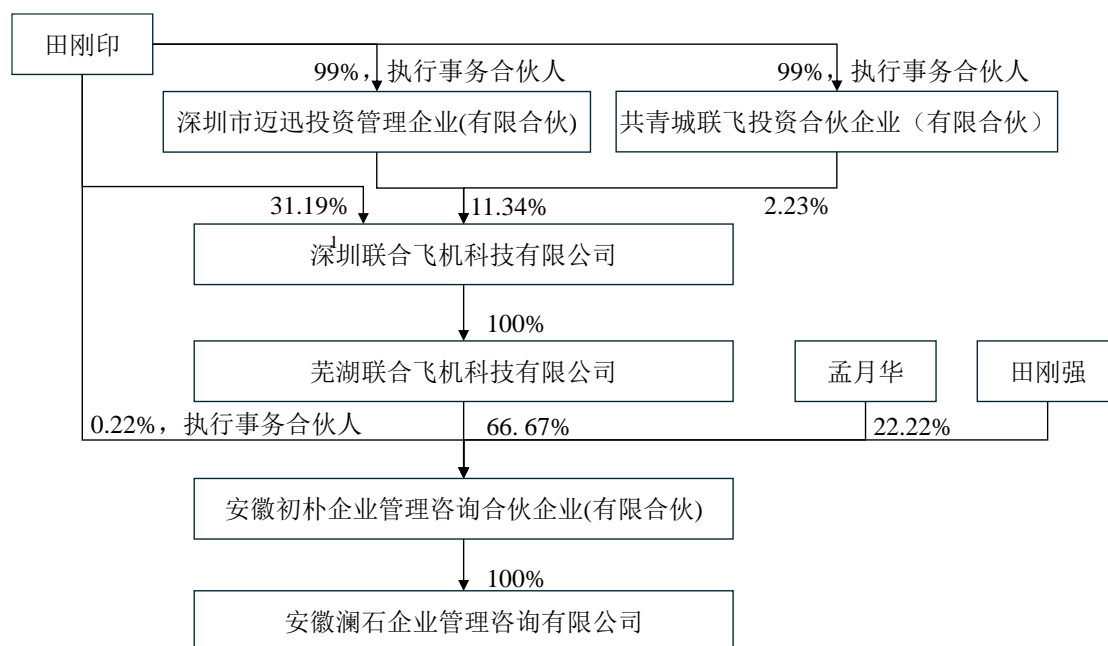 田刚印
99%，执行事务合伙人
99%，执行事务合伙人
深圳市迈迅投资管理企业(有限合伙)
共青城联飞投资合伙企业（有限合伙）
31.19%
11.34%
2.23%
1
深圳联合飞机科技有限公司
100%
芜湖联合飞机科技有限公司
孟月华
田刚强
0.22%，执行事务合伙人
66.67%
22.22%
安徽初朴企业管理咨询合伙企业(有限合伙)
100%
安徽澜石企业管理咨询有限公司